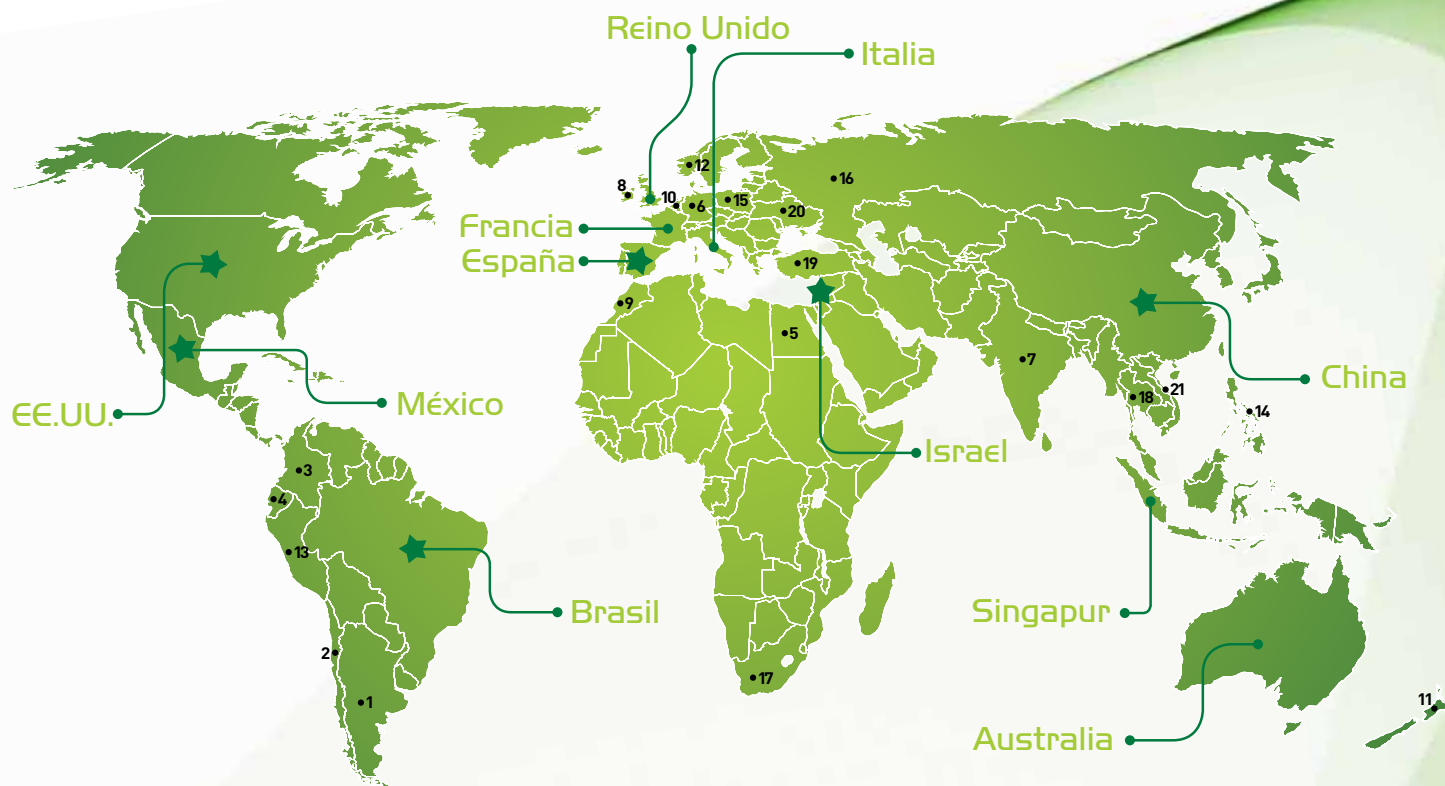 Reino Unido
Italia
12
16
8
10
6
15
20
Francia
España
19
9
5
7
China
21
18
14
EE.UU.
México
Israel
3
4
13
Brasil
Singapur
2
17
1
11
Australia